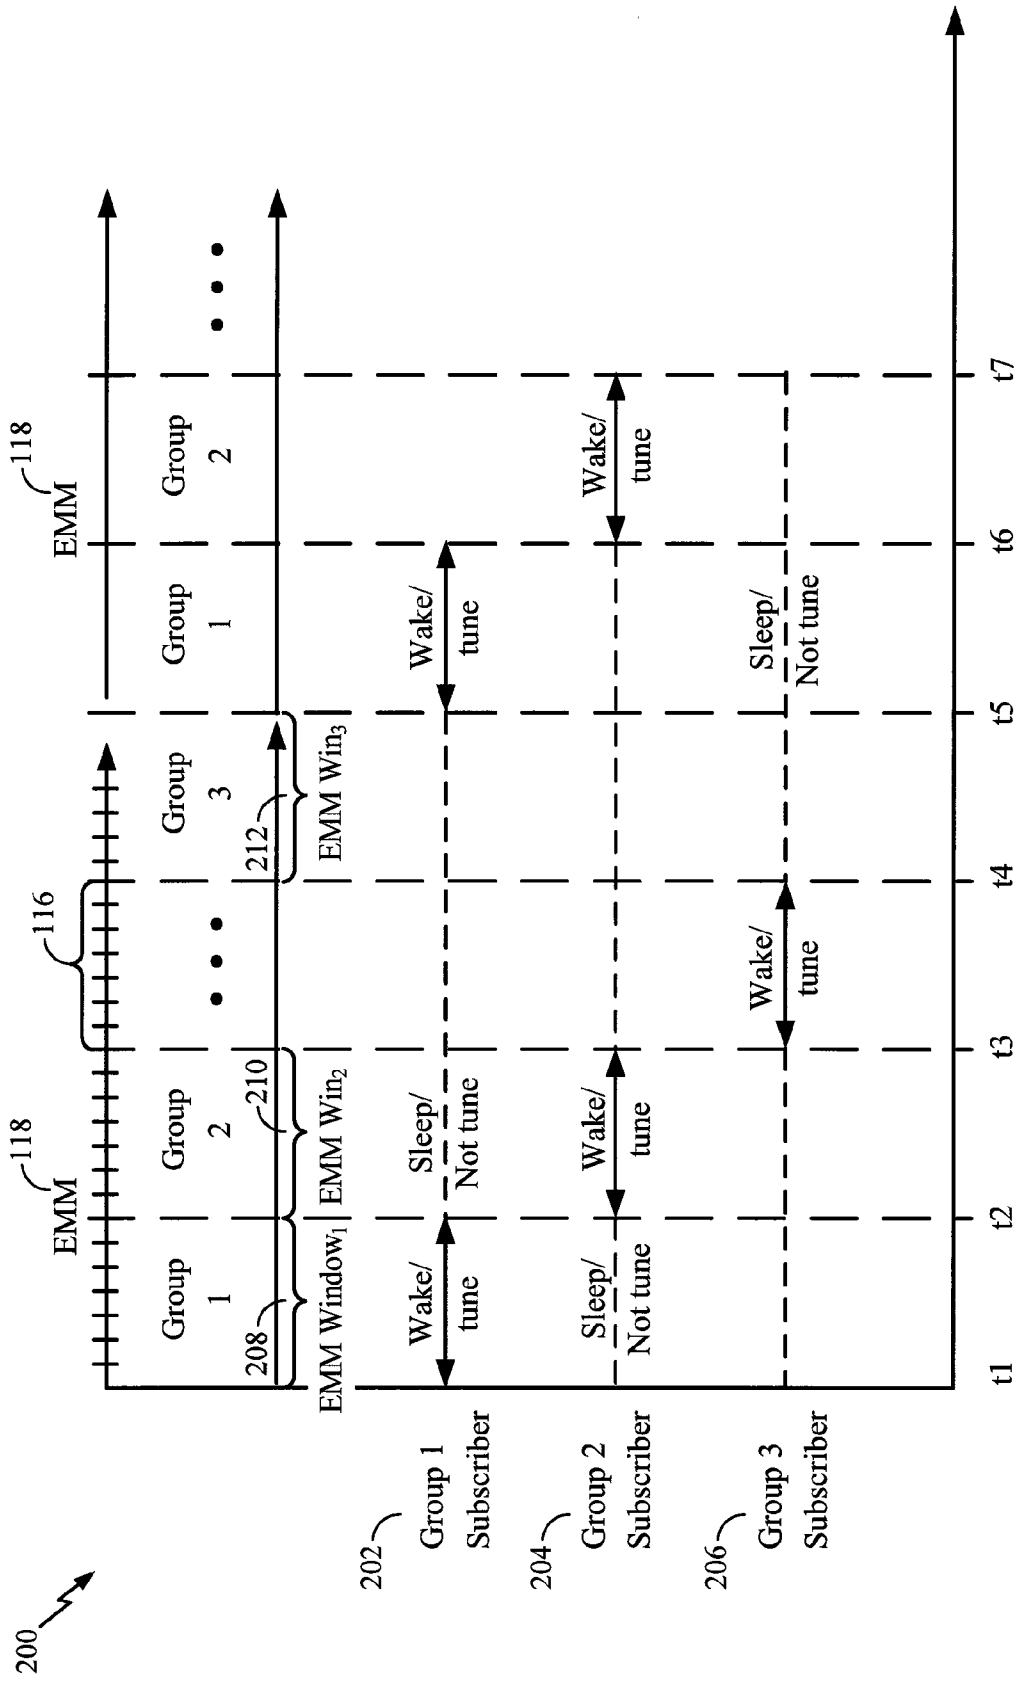 200
EMM
118
EMM
118
116
Group
1
Group
2
• • •
Group
3
Group
1
Group
2
• • •
208
210
212
EMM Window1
EMM Win2
EMM Win3
202
Group 1
Subscriber
Wake/
tune
Sleep/
Not tune
Wake/
tune
204
Group 2
Subscriber
Sleep/
Not tune
Wake/
tune
Wake/
tune
206
Group 3
Subscriber
Wake/
tune
Sleep/
Not tune
t1
t2
t3
t4
t5
t6
t7